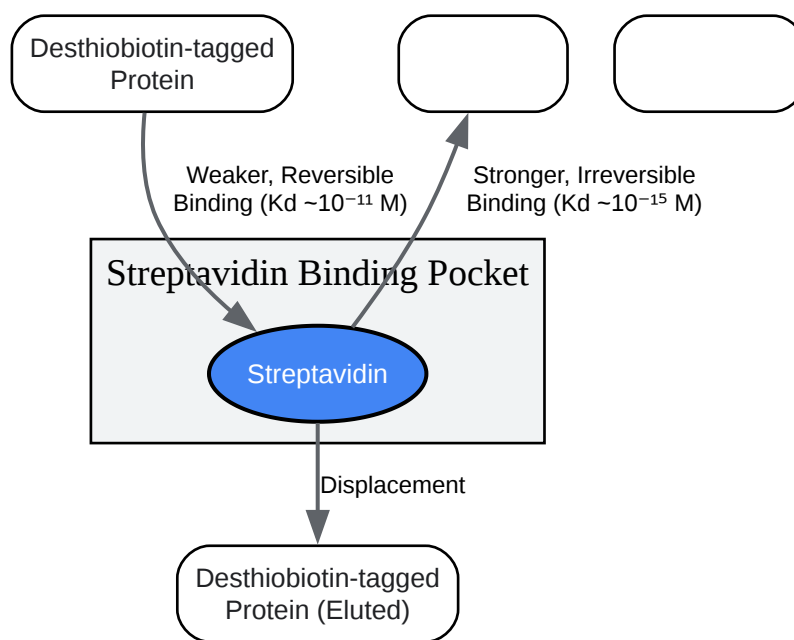 Desthiobiotin-tagged
Protein
Weaker, Reversible
Binding (Kd ~10⁻¹¹ M)
Stronger, Irreversible
Binding (Kd ~10⁻¹⁵ M)
Streptavidin Binding Pocket
Streptavidin
Displacement
Desthiobiotin-tagged
Protein (Eluted)